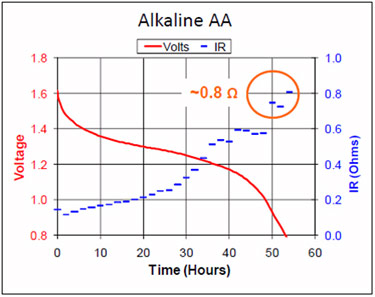 Alkaline AA
Volts IR
~0.8 Ω
1.8 1.0
1.6 0.8
1.4 0.6
1.2 0.4
1.0 0.2
0.8 0.0
Voltage
IR (Ohms)
0 10 20 30 40 50 60
Time (Hours)